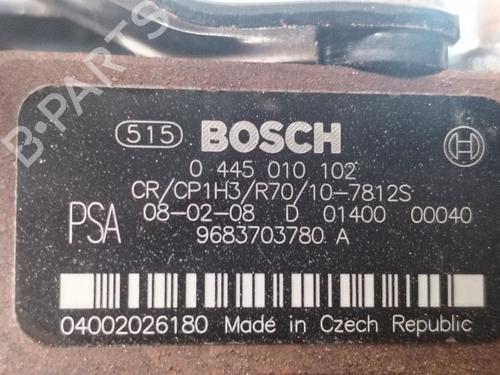 B-PARTS
515 BOSCH
0 445 010 102
CR/CP1H3/R70/10-7812S
PSA 08-02-08 D 01400 00040
9683703780 A
04002026180 Made in Czech Republic